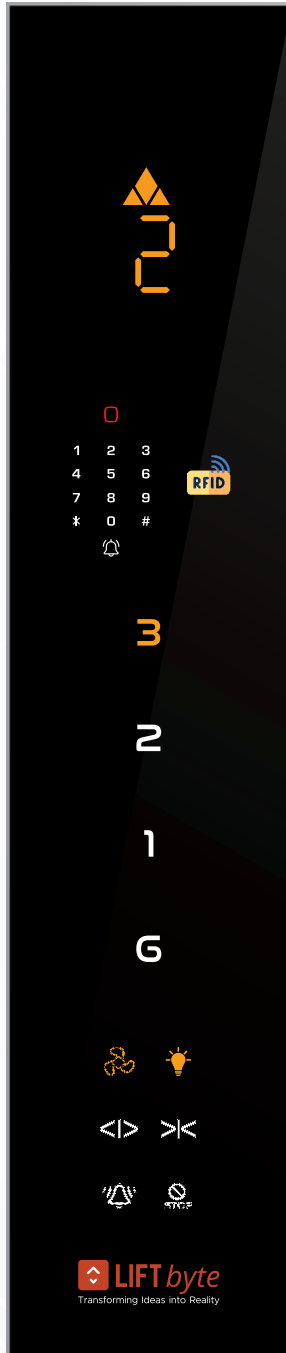 2
1 2 3
4 5 6
7 8 9
* 0 #
RFID
3
2
1
G
<|> >|<
STOP
LIFT byte
Transforming Ideas into Reality